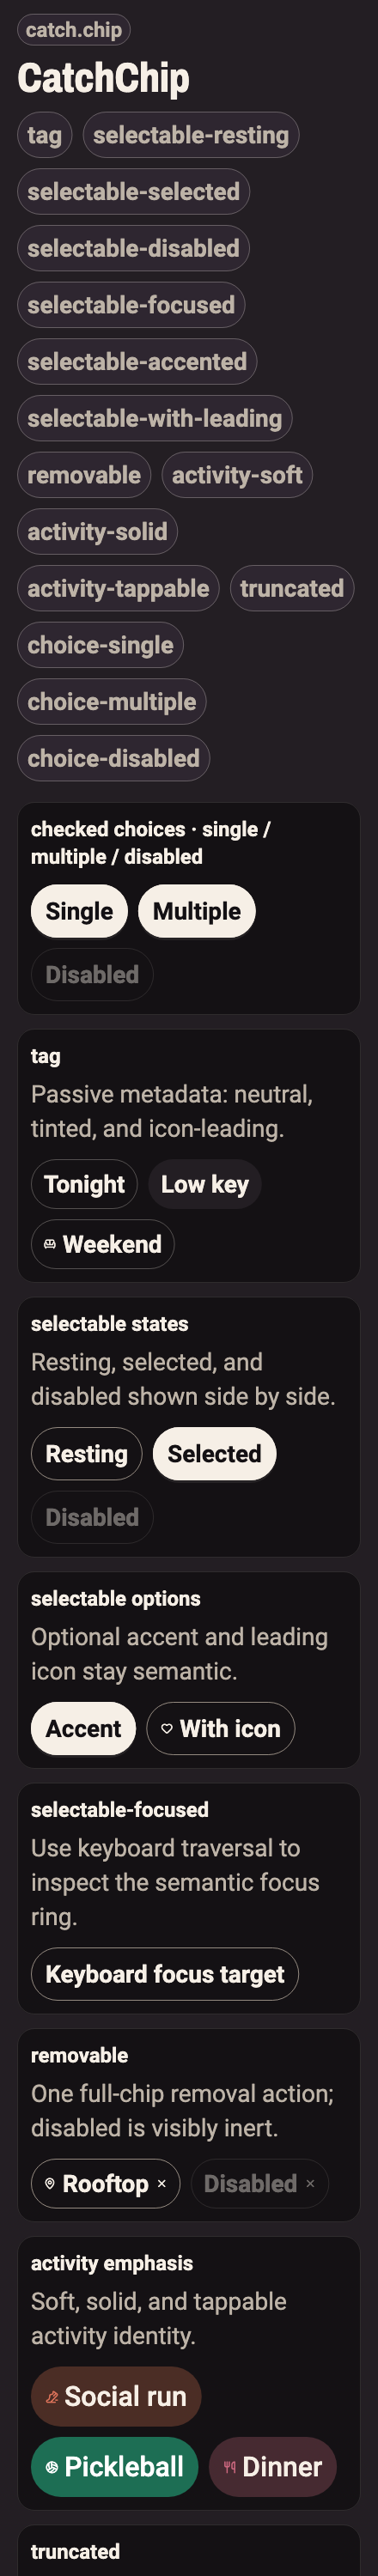 catch.chip
CatchChip
tag selectable-resting
selectable-selected
selectable-disabled
selectable-focused
selectable-accented
selectable-with-leading
removable activity-soft
activity-solid
activity-tappable truncated
choice-single
choice-multiple
choice-disabled
checked choices · single /
multiple / disabled
Single Multiple
Disabled
tag
Passive metadata: neutral,
tinted, and icon-leading.
Tonight Low key
Weekend
selectable states
Resting, selected, and
disabled shown side by side.
Resting Selected
Disabled
selectable options
Optional accent and leading
icon stay semantic.
Accent With icon
selectable-focused
Use keyboard traversal to
inspect the semantic focus
ring.
Keyboard focus target
removable
One full-chip removal action;
disabled is visibly inert.
Rooftop × Disabled ×
activity emphasis
Soft, solid, and tappable
activity identity.
Social run
Pickleball Dinner
truncated